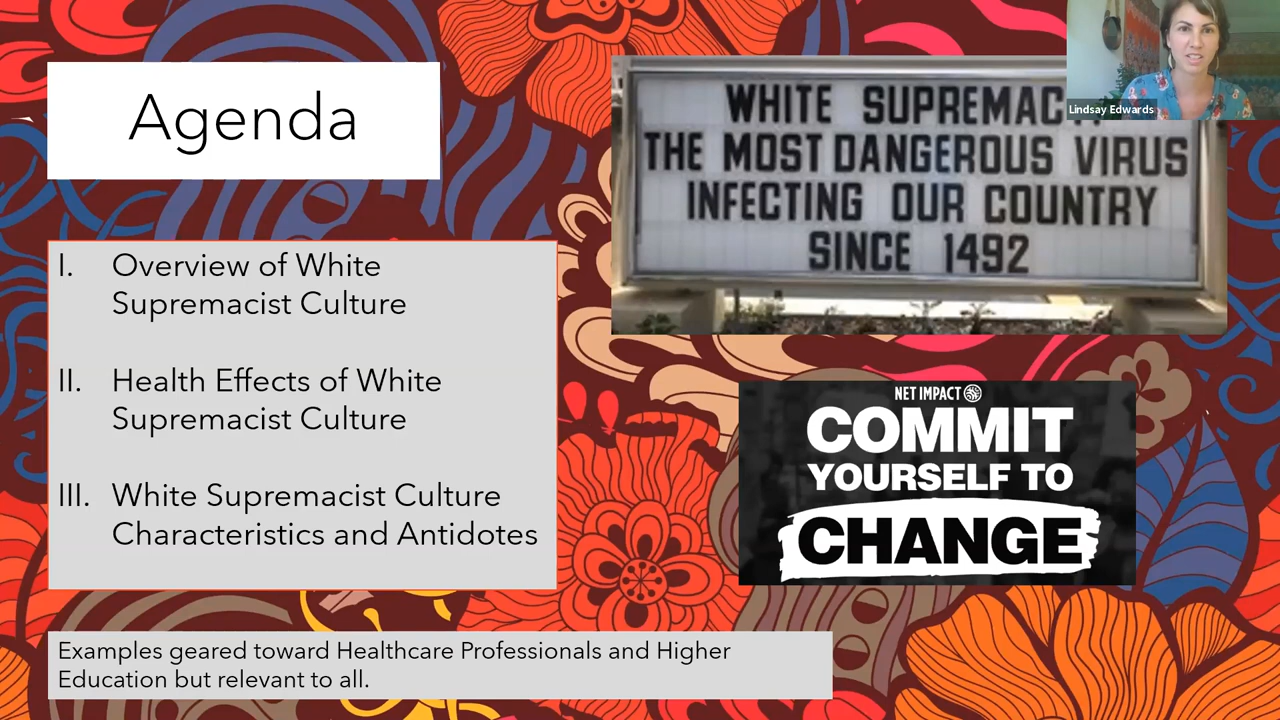 Agenda
I. Overview of White
Supremacist Culture
II. Health Effects of White
Supremacist Culture
III. White Supremacist Culture
Characteristics and Antidotes
Examples geared toward Healthcare Professionals and Higher
Education but relevant to all.
WHITE
THE MOST DANGEROUS VIRUS
INFECTING OUR COUNTRY
SINCE 1492
Lindsay Edwards
NET IMPACT
COMMIT
YOURSELF TO
CHANGE